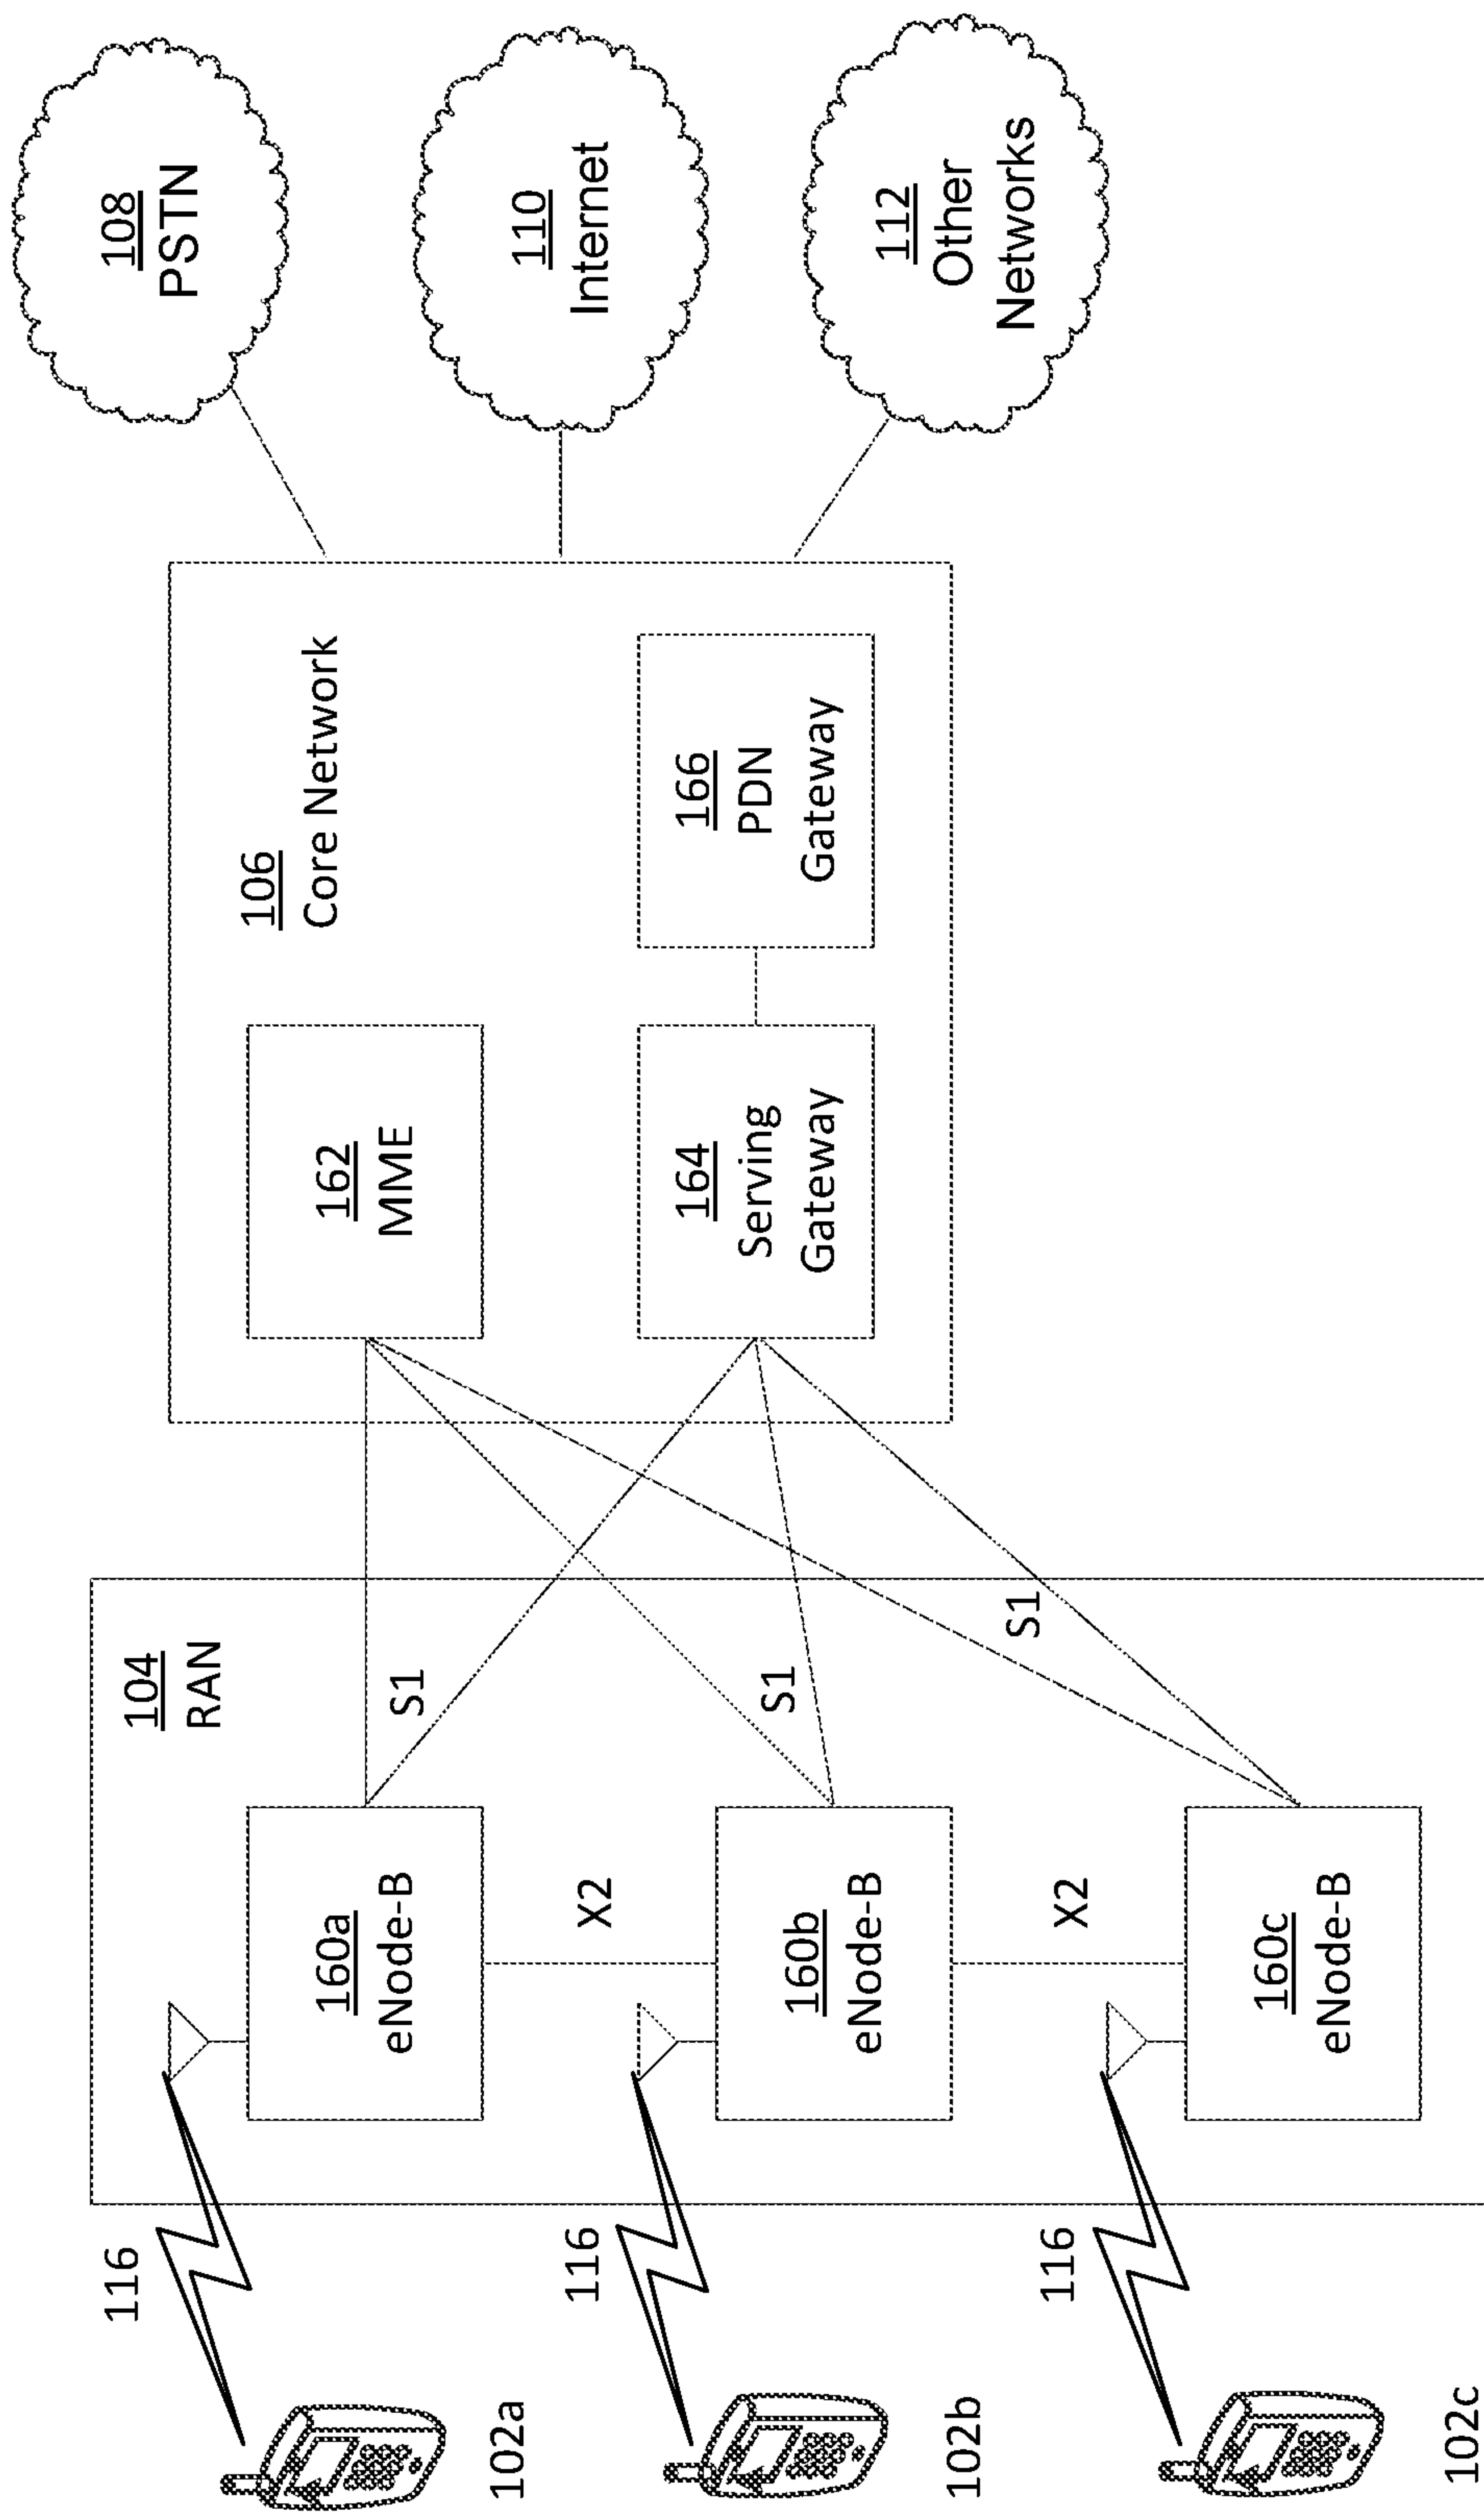 116
102a
116
102b
116
102c
104
RAN
160a
eNode-B
X2
160b
eNode-B
X2
160c
eNode-B
S1
S1
S1
106
Core Network
162
MME
164
Serving
Gateway
166
PDN
Gateway
108
PSTN
110
Internet
112
Other
Networks